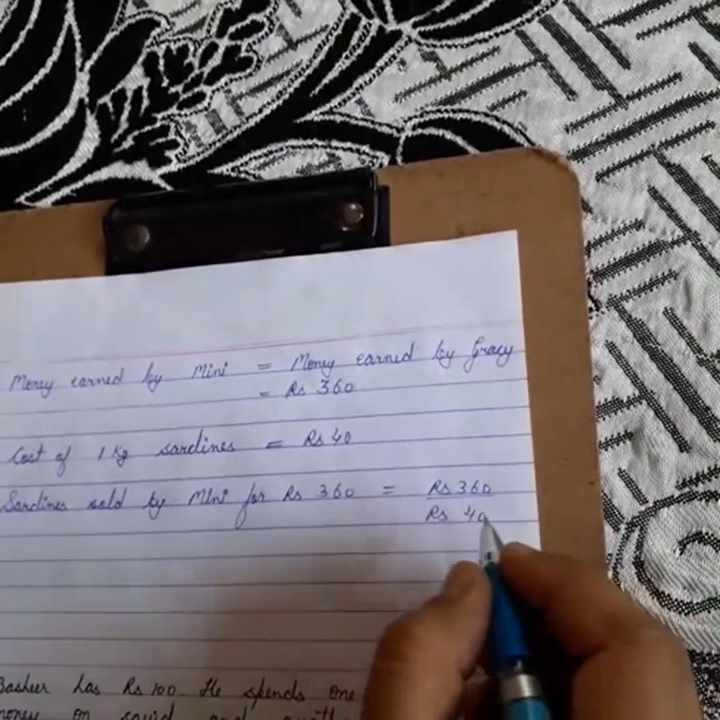 Money earned by Mini = Money earned by Gracy
= Rs 360
Cost of 1 kg sardines = Rs 40
Sardines sold by Mini for Rs 360 = Rs 360
Rs 40
Basheer has Rs 100. He spends one
money on squid and